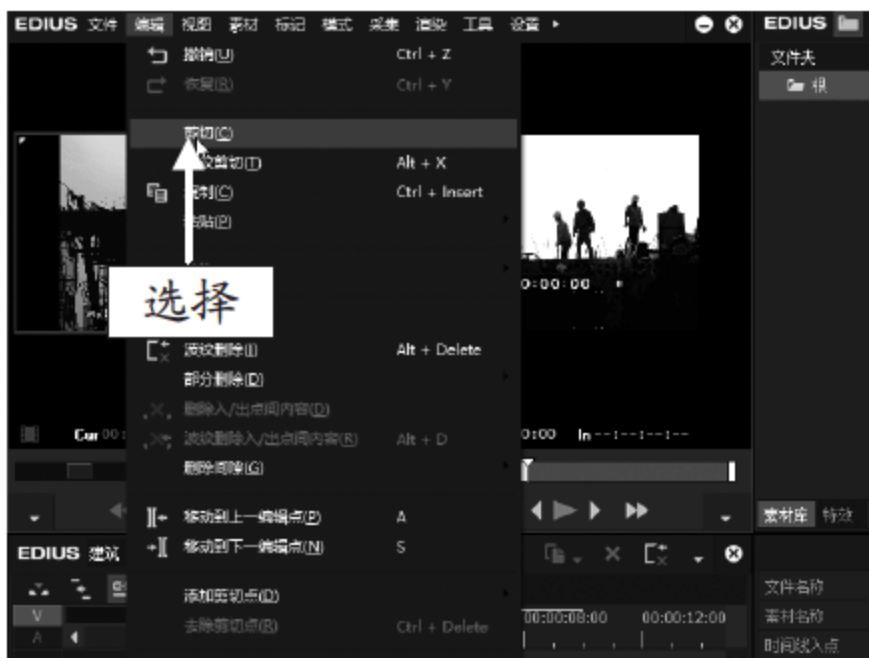 EDIUS 文件 编辑 视图 素材 标记 模式 采集 渲染 工具 设置
EDIUS
文件夹
根
撤销(U) Ctrl + Z
恢复(R) Ctrl + Y
剪切(C)
剪切(T) Alt + X
复制(C) Ctrl + Insert
粘贴(P)
选择
0:00:00
波纹删除(I) Alt + Delete
部分删除(D)
删除入/出点间内容(D)
波纹删除入/出点间内容(R) Alt + D
删除间隙(G)
Cur 00:
0:00 In --:--:--:--
移动到上一编辑点(P) A
移动到下一编辑点(N) S
添加剪切点(D)
去除剪切点(R) Ctrl + Delete
素材库 特效
EDIUS 建筑
V
A
00:00:08:00 00:00:12:00
文件名称
素材名称
时间线入点